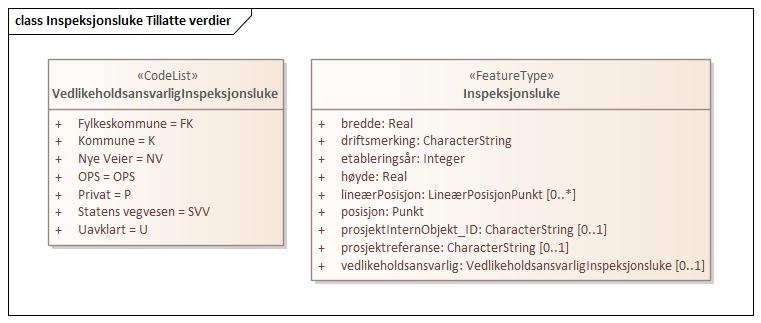 class Inspeksjonsluke Tillatte verdier
«CodeList»
VedlikeholdsansvarligInspeksjonsluke
+ Fylkeskommune = FK
+ Kommune = K
+ Nye Veier = NV
+ OPS = OPS
+ Privat = P
+ Statens vegvesen = SVV
+ Uavklart = U
«FeatureType»
Inspeksjonsluke
+ bredde: Real
+ driftsmerking: CharacterString
+ etableringsår: Integer
+ høyde: Real
+ lineærPosisjon: LineærPosisjonPunkt [0..*]
+ posisjon: Punkt
+ prosjektInternObjekt_ID: CharacterString [0..1]
+ prosjektreferanse: CharacterString [0..1]
+ vedlikeholdsansvarlig: VedlikeholdsansvarligInspeksjonsluke [0..1]